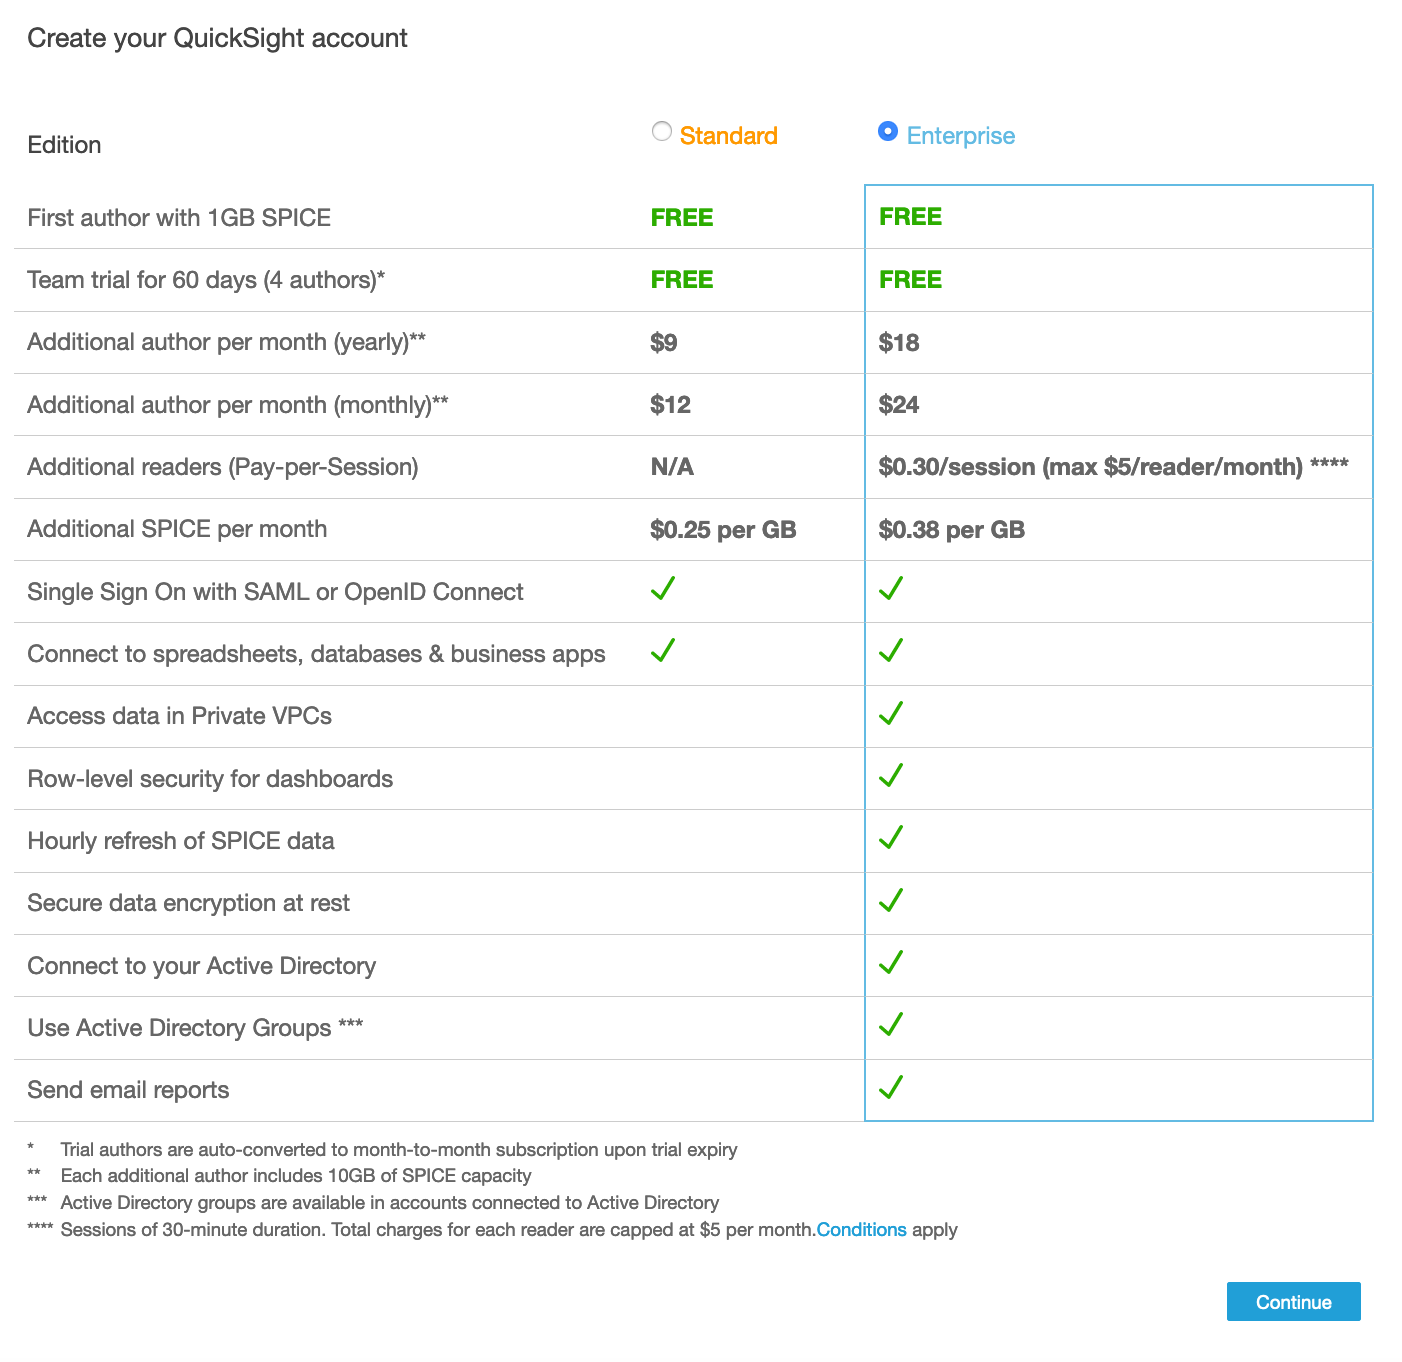 Create your QuickSight account
Edition Standard Enterprise
First author with 1GB SPICE FREE FREE
Team trial for 60 days (4 authors)* FREE FREE
Additional author per month (yearly)** $9 $18
Additional author per month (monthly)** $12 $24
Additional readers (Pay-per-Session) N/A $0.30/session (max $5/reader/month) ****
Additional SPICE per month $0.25 per GB $0.38 per GB
Single Sign On with SAML or OpenID Connect
Connect to spreadsheets, databases & business apps
Access data in Private VPCs
Row-level security for dashboards
Hourly refresh of SPICE data
Secure data encryption at rest
Connect to your Active Directory
Use Active Directory Groups ***
Send email reports
* Trial authors are auto-converted to month-to-month subscription upon trial expiry
** Each additional author includes 10GB of SPICE capacity
*** Active Directory groups are available in accounts connected to Active Directory
**** Sessions of 30-minute duration. Total charges for each reader are capped at $5 per month.Conditions apply
Continue